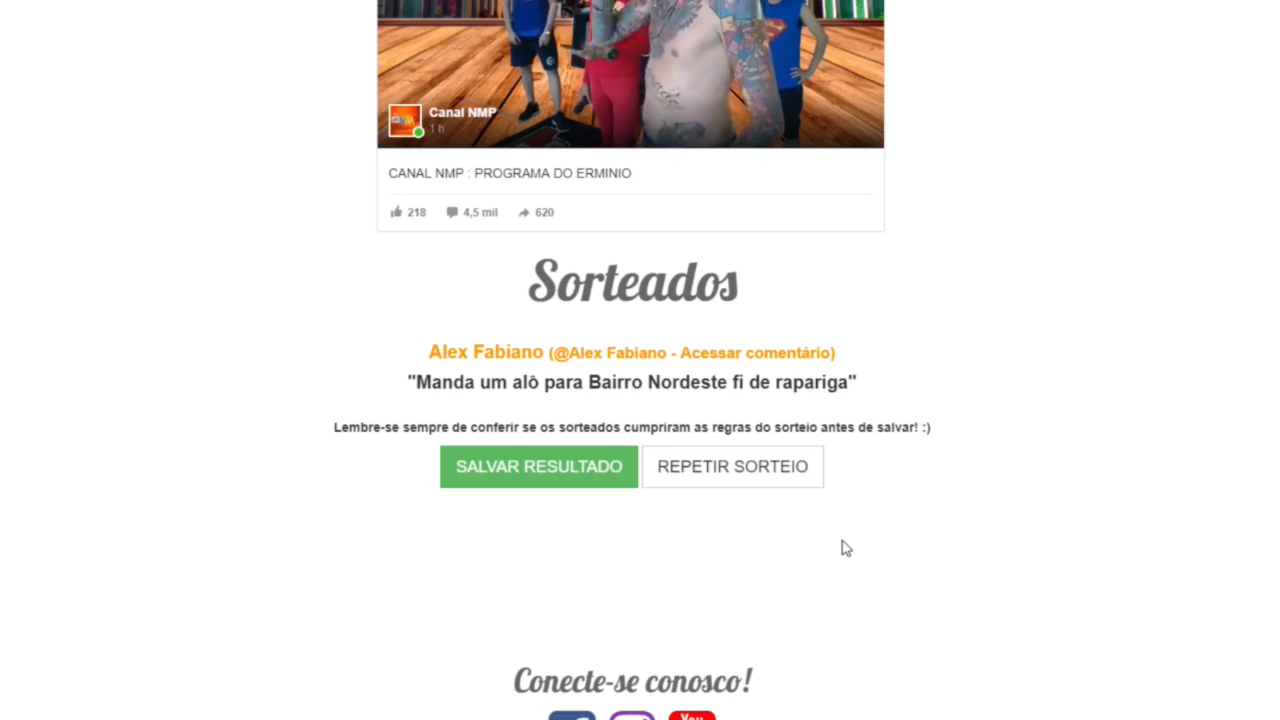 Canal NMP
1 h
CANAL NMP : PROGRAMA DO ERMINIO
218 4,5 mil 620
Sorteados
Alex Fabiano (@Alex Fabiano - Acessar comentário)
"Manda um alô para Bairro Nordeste fi de rapariga"
Lembre-se sempre de conferir se os sorteados cumpriram as regras do sorteio antes de salvar! :)
SALVAR RESULTADO REPETIR SORTEIO
Conecte-se conosco!
You